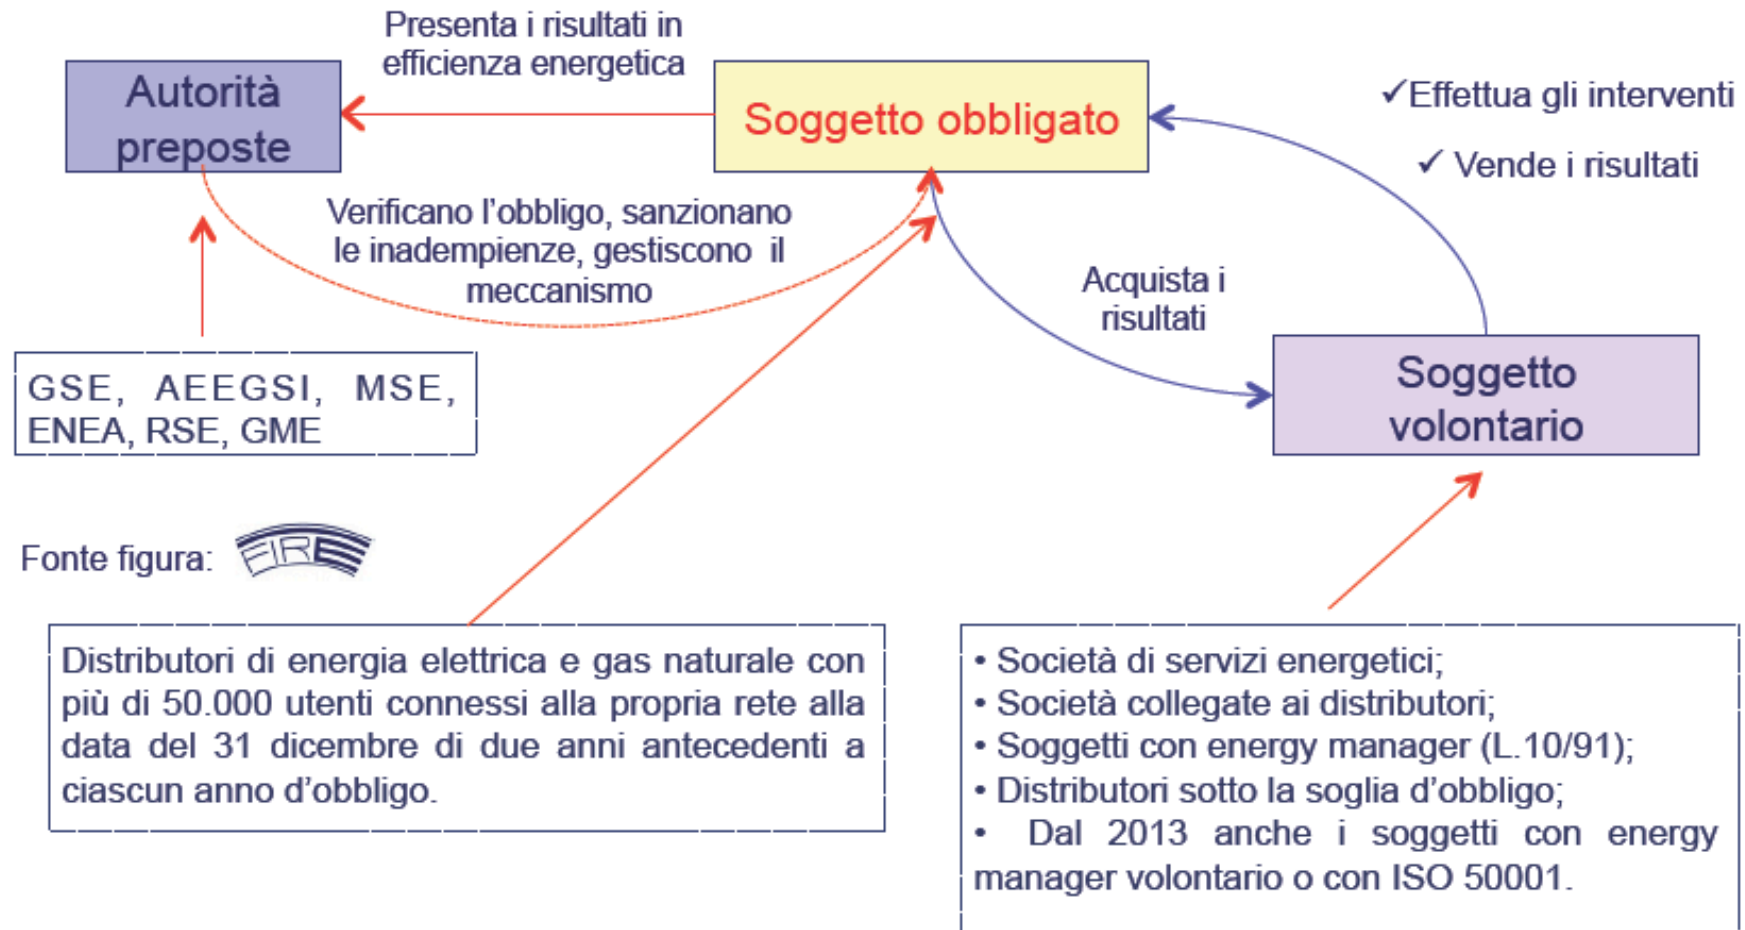 Presenta i risultati in
efficienza energetica
Autorità
preposte
Soggetto obbligato
✓Effettua gli interventi
✓ Vende i risultati
Verificano l'obbligo, sanzionano
le inadempienze, gestiscono il
meccanismo
Acquista i
risultati
GSE, AEEGSI, MSE,
ENEA, RSE, GME
Soggetto
volontario
Fonte figura: FIRE
Distributori di energia elettrica e gas naturale con
più di 50.000 utenti connessi alla propria rete alla
data del 31 dicembre di due anni antecedenti a
ciascun anno d'obbligo.
• Società di servizi energetici;
• Società collegate ai distributori;
• Soggetti con energy manager (L.10/91);
• Distributori sotto la soglia d'obbligo;
• Dal 2013 anche i soggetti con energy
manager volontario o con ISO 50001.